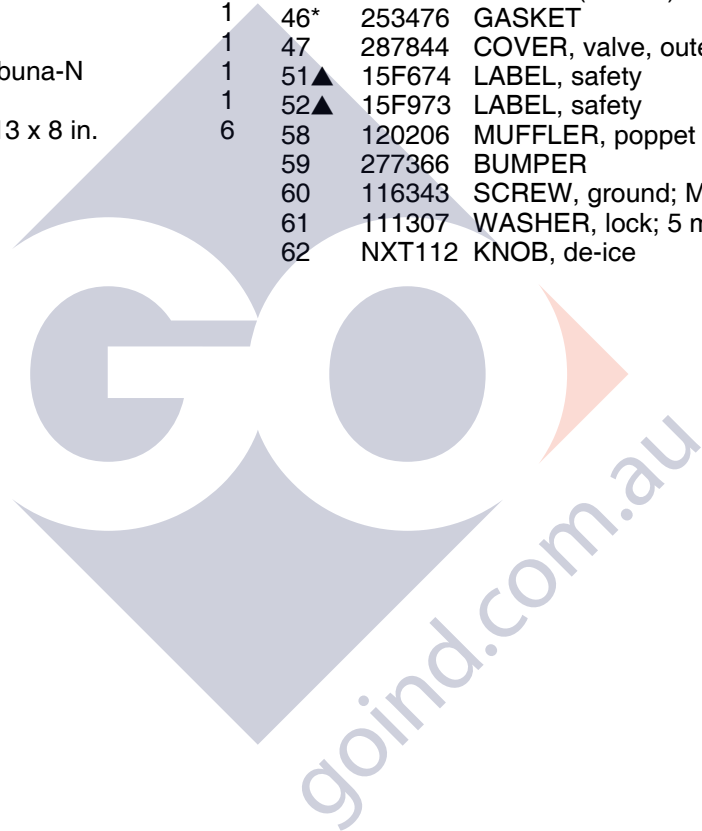 1
1
buna-N 1
1
13 x 8 in. 6
46* 253476 GASKET
47 287844 COVER, valve, oute
51▲ 15F674 LABEL, safety
52▲ 15F973 LABEL, safety
58 120206 MUFFLER, poppet
59 277366 BUMPER
60 116343 SCREW, ground; M
61 111307 WASHER, lock; 5 m
62 NXT112 KNOB, de-ice
GO
goind.com.au